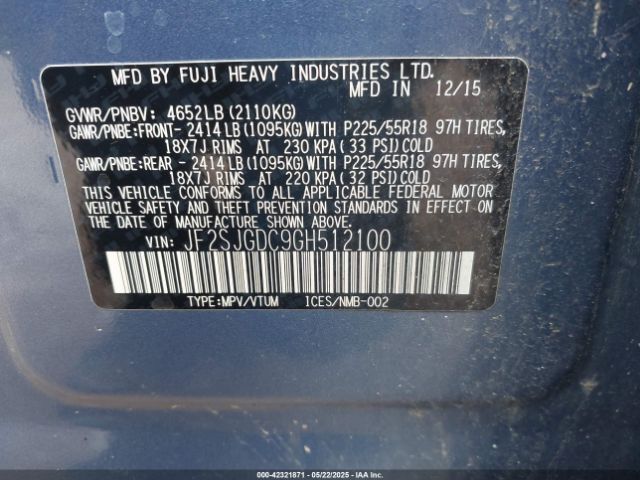 MFD BY FUJI HEAVY INDUSTRIES LTD.
MFD IN 12/15
GVWR/PNBV: 4652LB (2110KG)
GAWR/PNBE:FRONT- 2414LB (1095KG) WITH P225/55R18 97H TIRES,
18X7J RIMS AT 230 KPA (33 PSI) COLD
GAWR/PNBE:REAR - 2414LB (1095KG) WITH P225/55R18 97H TIRES,
18X7J RIMS AT 220 KPA (32 PSI) COLD
THIS VEHICLE CONFORMS TO ALL APPLICABLE FEDERAL MOTOR
VEHICLE SAFETY AND THEFT PREVENTION STANDARDS IN EFFECT
ON THE DATE OF MANUFACTURE SHOWN ABOVE.
VIN: JF2SJGDC9GH512100
TYPE:MPV/VTUM ICES/NMB-002
000-42321871 05/22/2025 IAA Inc.